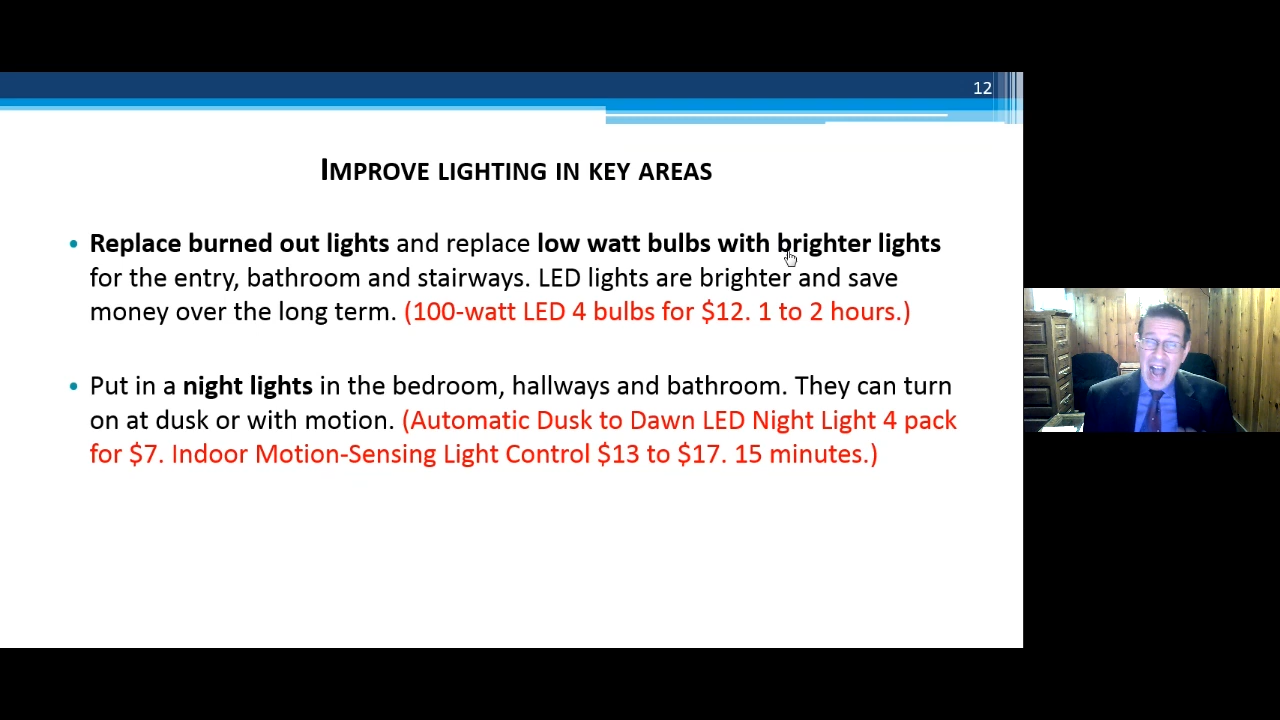 12
IMPROVE LIGHTING IN KEY AREAS
• Replace burned out lights and replace low watt bulbs with brighter lights
for the entry, bathroom and stairways. LED lights are brighter and save
money over the long term. (100-watt LED 4 bulbs for $12. 1 to 2 hours.)
• Put in a night lights in the bedroom, hallways and bathroom. They can turn
on at dusk or with motion. (Automatic Dusk to Dawn LED Night Light 4 pack
for $7. Indoor Motion-Sensing Light Control $13 to $17. 15 minutes.)